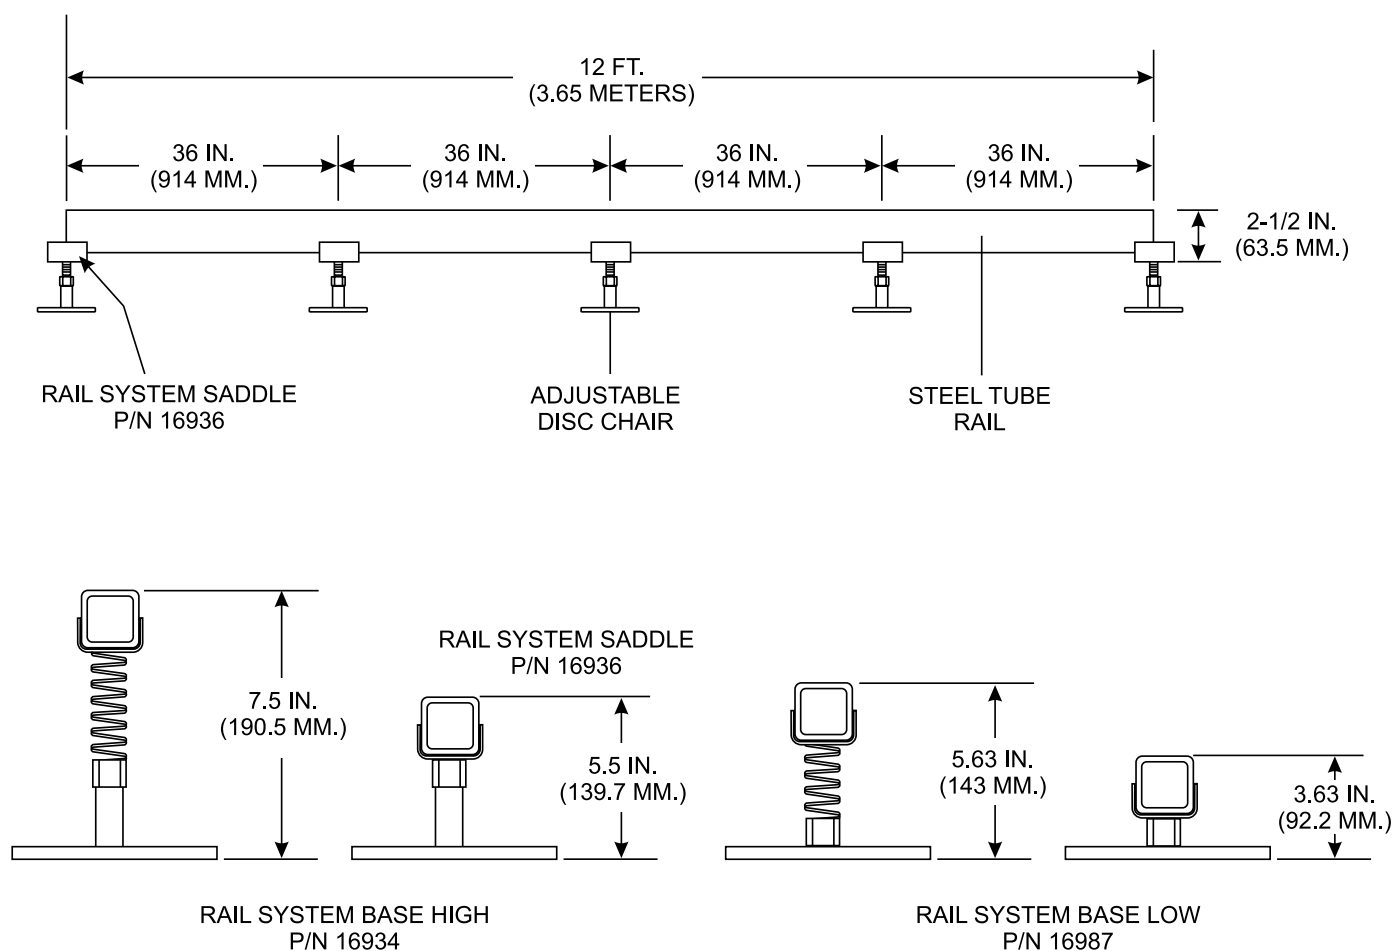 12 FT.
(3.65 METERS)
36 IN.
(914 MM.)
36 IN.
(914 MM.)
36 IN.
(914 MM.)
36 IN.
(914 MM.)
2-1/2 IN.
(63.5 MM.)
RAIL SYSTEM SADDLE
P/N 16936
ADJUSTABLE
DISC CHAIR
STEEL TUBE
RAIL
7.5 IN.
(190.5 MM.)
RAIL SYSTEM SADDLE
P/N 16936
5.5 IN.
(139.7 MM.)
5.63 IN.
(143 MM.)
3.63 IN.
(92.2 MM.)
RAIL SYSTEM BASE HIGH
P/N 16934
RAIL SYSTEM BASE LOW
P/N 16987